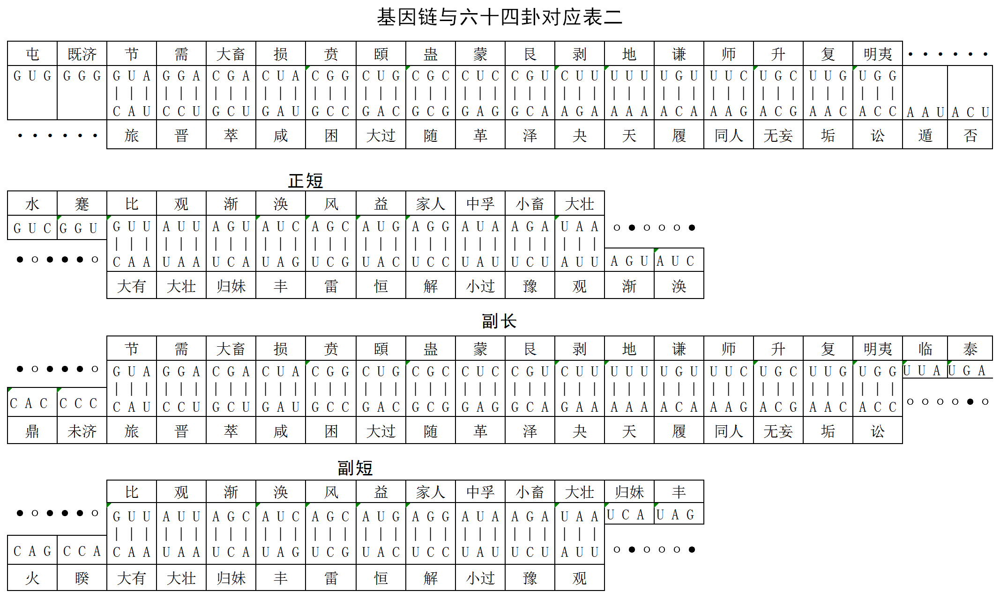 基因链与六十四卦对应表二
屯 既济 节 需 大畜 损 贲 頤 蛊 蒙 艮 剥 地 谦 师 升 复 明夷 • • • • • •
G U G G G G G U A G G A C G A C U A C G G C U G C G C C U C C G U C U U U U U U G U U U C U G C U U G U G G
| | | | | | | | | | | | | | | | | | | | | | | | | | | | | | | | | | | | | | | | | | | | | | | |
C A U C C U G C U G A U G C C G A C G C G G A G G C A A G A A A A A C A A A G A C G A A C A C C A A U A C U
• • • • • • 旅 晋 萃 咸 困 大过 随 革 泽 夬 天 履 同人 无妄 垢 讼 遁 否
正短
水 蹇 比 观 渐 涣 风 益 家人 中孚 小畜 大壮
G U C G G U G U U A U U A G U A U C A G C A U G A G G A U A A G A U A A ○ ● ○ ○ ○ ●
| | | | | | | | | | | | | | | | | | | | | | | | | | | | | |
● ○ ● ● ● ○ C A A U A A U C A U A G U C G U A C U C C U A U U C U A U U A G U A U C
大有 大壮 归妹 丰 雷 恒 解 小过 豫 观 渐 涣
副长
节 需 大畜 损 贲 頤 蛊 蒙 艮 剥 地 谦 师 升 复 明夷 临 泰
● ○ ● ● ● ○ G U A G G A C G A C U A C G G C U G C G C C U C C G U C U U U U U U G U U U C U G C U U G U G G U U A U G A
| | | | | | | | | | | | | | | | | | | | | | | | | | | | | | | | | | | | | | | | | | | | | | | |
C A C C C C C A U C C U G C U G A U G C C G A C G C G G A G G C A G A A A A A A C A A A G A C G A A C A C C ○ ○ ○ ○ ● ○
鼎 未济 旅 晋 萃 咸 困 大过 随 革 泽 夬 天 履 同人 无妄 垢 讼
副短
比 观 渐 涣 风 益 家人 中孚 小畜 大壮 归妹 丰
● ○ ● ● ● ○ G U U A U U A G C A U C A G C A U G A G G A U A A G A U A A U C A U A G
| | | | | | | | | | | | | | | | | | | | | | | | | | | | | |
C A G C C A C A A U A A U C A U A G U C G U A C U C C U A U U C U A U U ○ ● ○ ○ ○ ●
火 睽 大有 大壮 归妹 丰 雷 恒 解 小过 豫 观